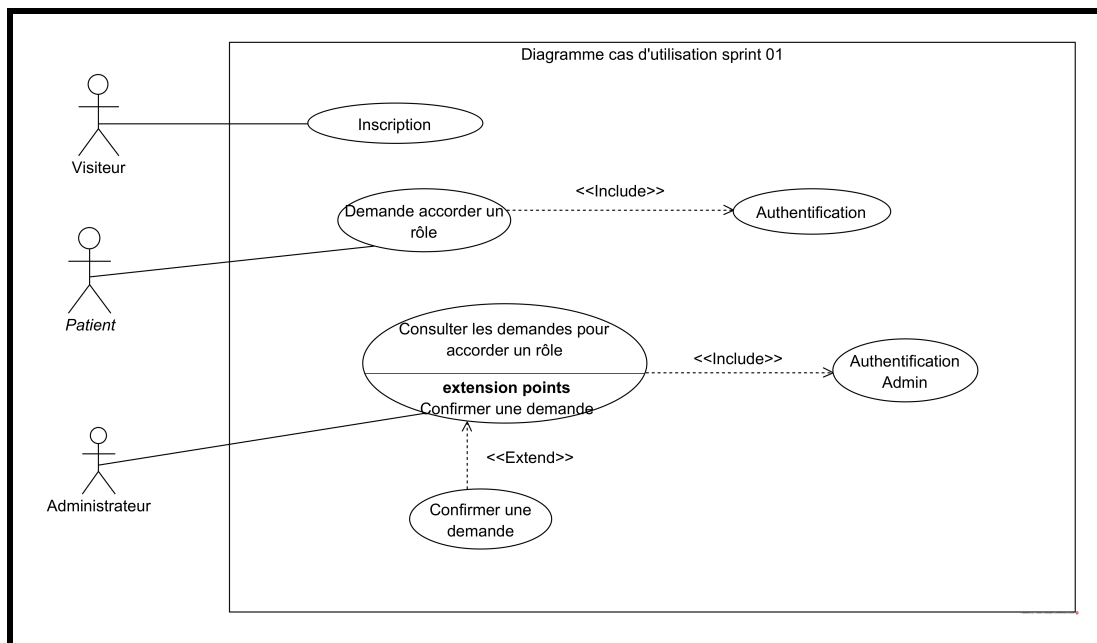 Diagramme cas d'utilisation sprint 01
Inscription
Visiteur
<<Include>>
Demande accorder un
rôle
Authentification
Patient
Consulter les demandes pour
accorder un rôle
<<Include>>
Authentification
Admin
extension points
Confirmer une demande
<<Extend>>
Administrateur
Confirmer une
demande